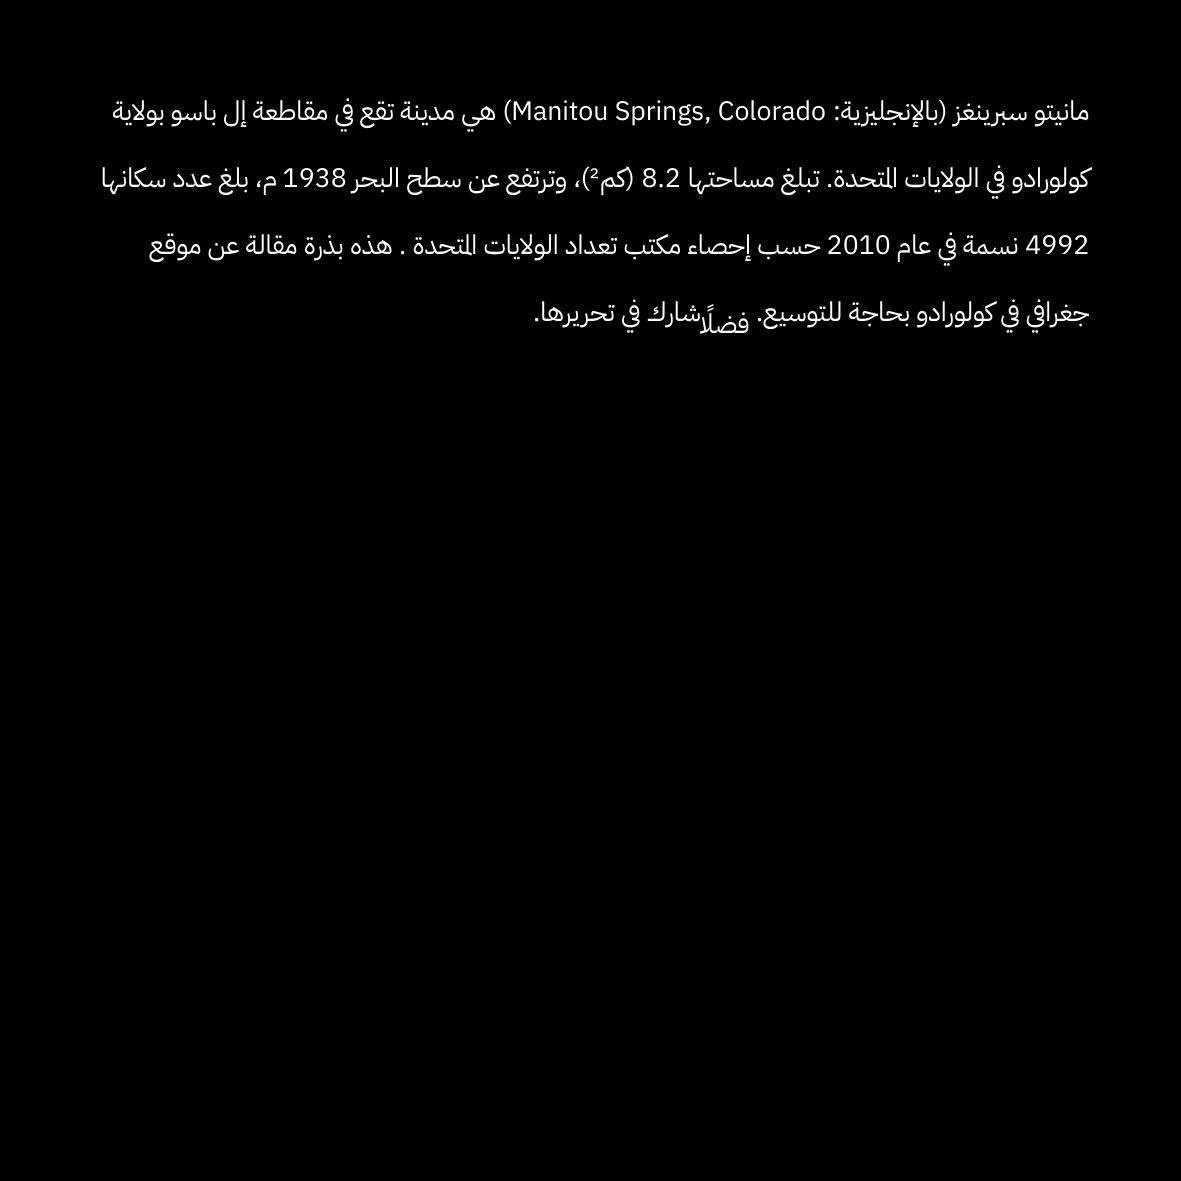 مانيتو سبرينغز (بالإنجليزية: Manitou Springs, Colorado) هي مدينة تقع في مقاطعة إل باسو بولاية
كولورادو في الولايات المتحدة. تبلغ مساحتها 8.2 (كم²)، وترتفع عن سطح البحر 1938 م، بلغ عدد سكانها
4992 نسمة في عام 2010 حسب إحصاء مكتب تعداد الولايات المتحدة . هذه بذرة مقالة عن موقع
جغرافي في كولورادو بحاجة للتوسيع. فضلًا شارك في تحريرها.